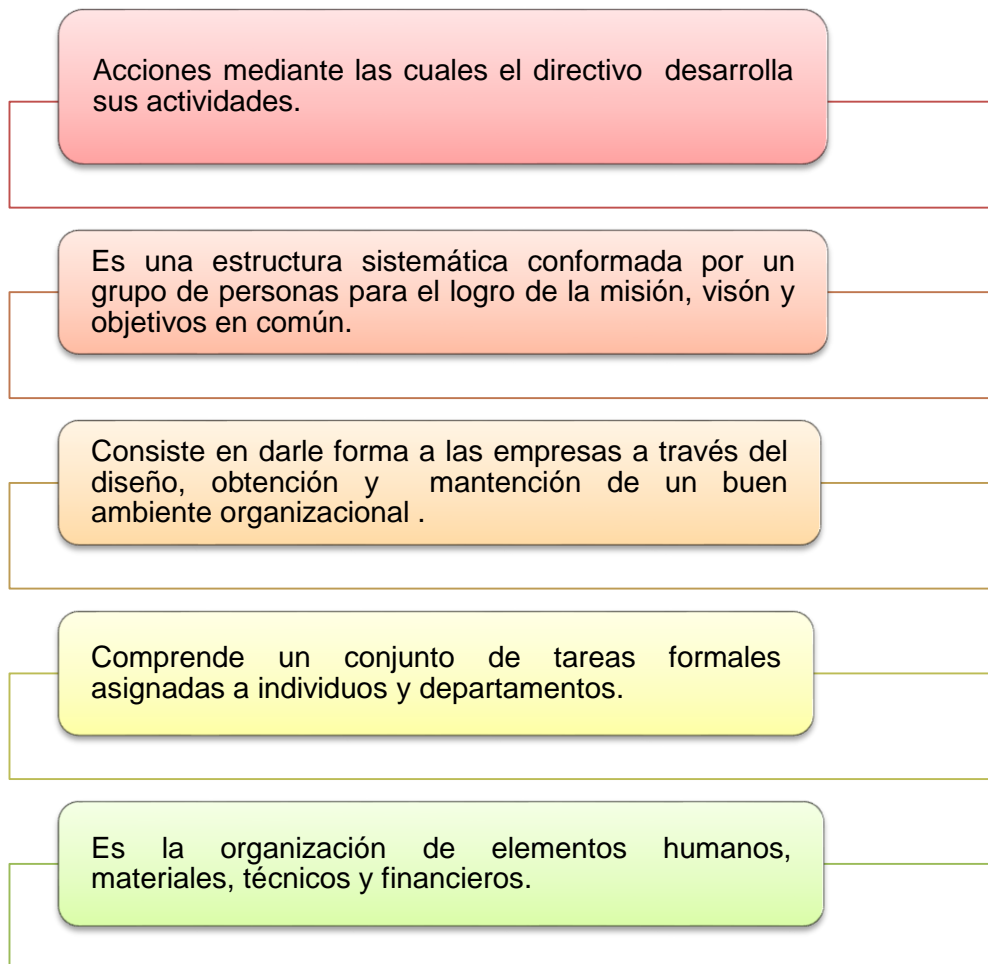 Acciones mediante las cuales el directivo desarrolla
sus actividades.
Es una estructura sistemática conformada por un
grupo de personas para el logro de la misión, visón y
objetivos en común.
Consiste en darle forma a las empresas a través del
diseño, obtención y mantención de un buen
ambiente organizacional .
Comprende un conjunto de tareas formales
asignadas a individuos y departamentos.
Es la organización de elementos humanos,
materiales, técnicos y financieros.